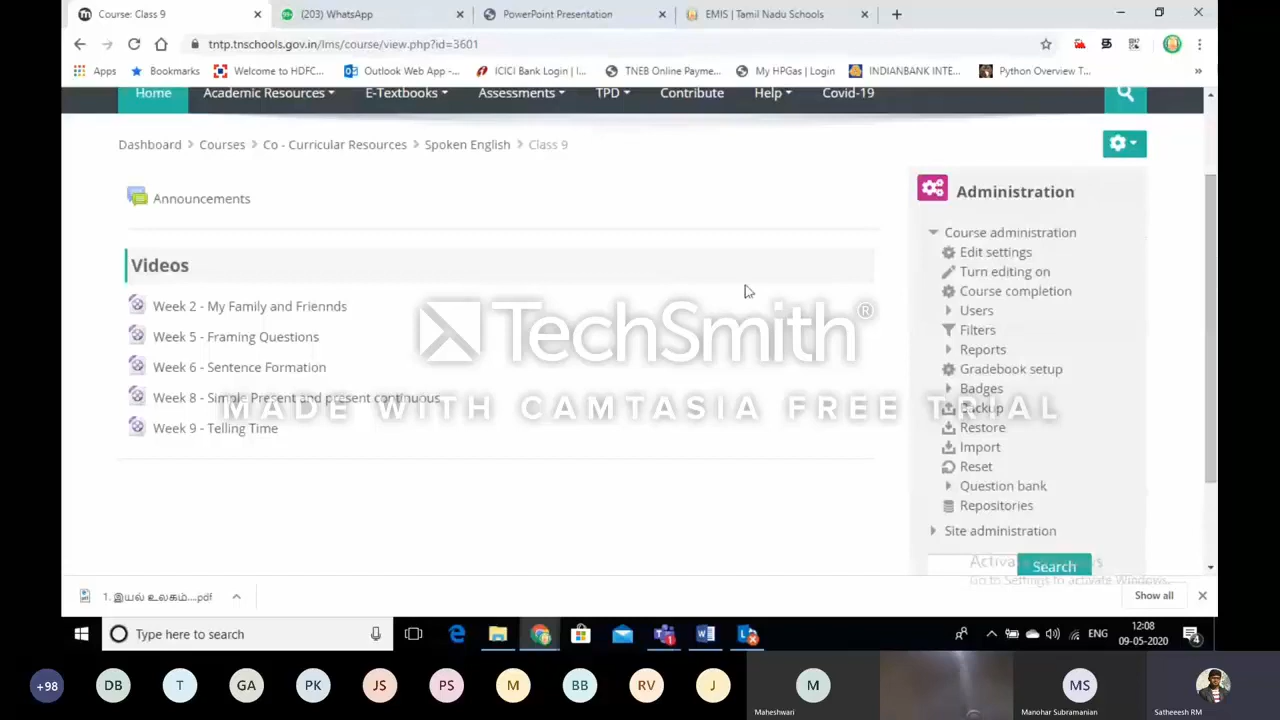 Course: Class 9
(203) WhatsApp
PowerPoint Presentation
EMIS | Tamil Nadu Schools
tntp.tnschools.gov.in/lms/course/view.php?id=3601
Apps
Bookmarks
Welcome to HDFC...
Outlook Web App -...
ICICI Bank Login | I...
TNEB Online Payme...
My HPGas | Login
INDIANBANK INTE...
Python Overview T...
Home
Academic Resources
E-Textbooks
Assessments
TPD
Contribute
Help
Covid-19
Dashboard > Courses > Co - Curricular Resources > Spoken English > Class 9
Announcements
Videos
Week 2 - My Family and Friennds
Week 5 - Framing Questions
Week 6 - Sentence Formation
Week 8 - Simple Present and present continuous
Week 9 - Telling Time
TechSmith®
MADE WITH CAMTASIA FREE TRIAL
Administration
Course administration
Edit settings
Turn editing on
Course completion
Users
Filters
Reports
Gradebook setup
Badges
Backup
Restore
Import
Reset
Question bank
Repositories
Site administration
Search
Go to Settings to activate Windows.
1. இயல் உலகம்....pdf
Show all
Type here to search
ENG
12:08
09-05-2020
4
+98
DB
T
GA
PK
JS
PS
M
BB
RV
J
M
Maheshwari
MS
Manohar Subramanian
Satheeesh RM